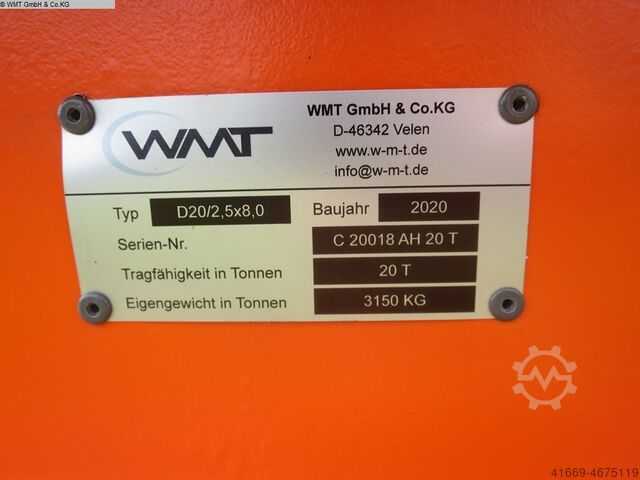 ® WMT GmbH & Co.KG
WMT
WMT GmbH & Co.KG
D-46342 Velen
www.w-m-t.de
info@w-m-t.de
Typ D20/2,5x8,0 Baujahr 2020
Serien-Nr. C 20018 AH 20 T
Tragfähigkeit in Tonnen 20 T
Eigengewicht in Tonnen 3150 KG
41669-4675119